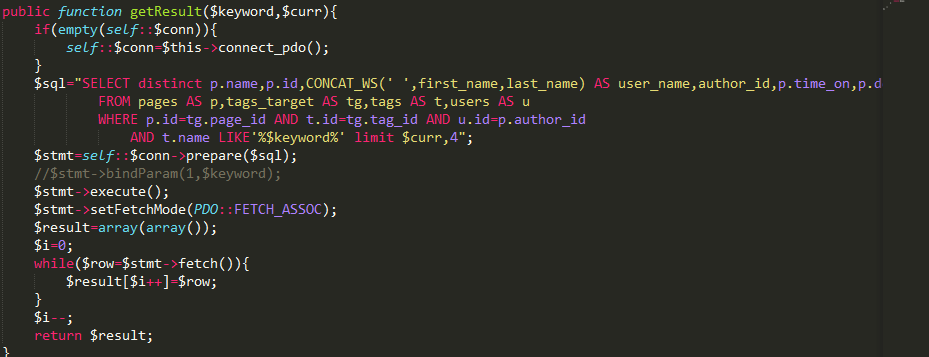 public function getResult($keyword,$curr){
if(empty(self::$conn)){
self::$conn=$this->connect_pdo();
}
$sql="SELECT distinct p.name,p.id,CONCAT_WS(' ',first_name,last_name) AS user_name,author_id,p.time_on,p.d
FROM pages AS p,tags_target AS tg,tags AS t,users AS u
WHERE p.id=tg.page_id AND t.id=tg.tag_id AND u.id=p.author_id
AND t.name LIKE'%$keyword%' limit $curr,4";
$stmt=self::$conn->prepare($sql);
//$stmt->bindParam(1,$keyword);
$stmt->execute();
$stmt->setFetchMode(PDO::FETCH_ASSOC);
$result=array(array());
$i=0;
while($row=$stmt->fetch()){
$result[$i++]=$row;
}
$i--;
return $result;
}